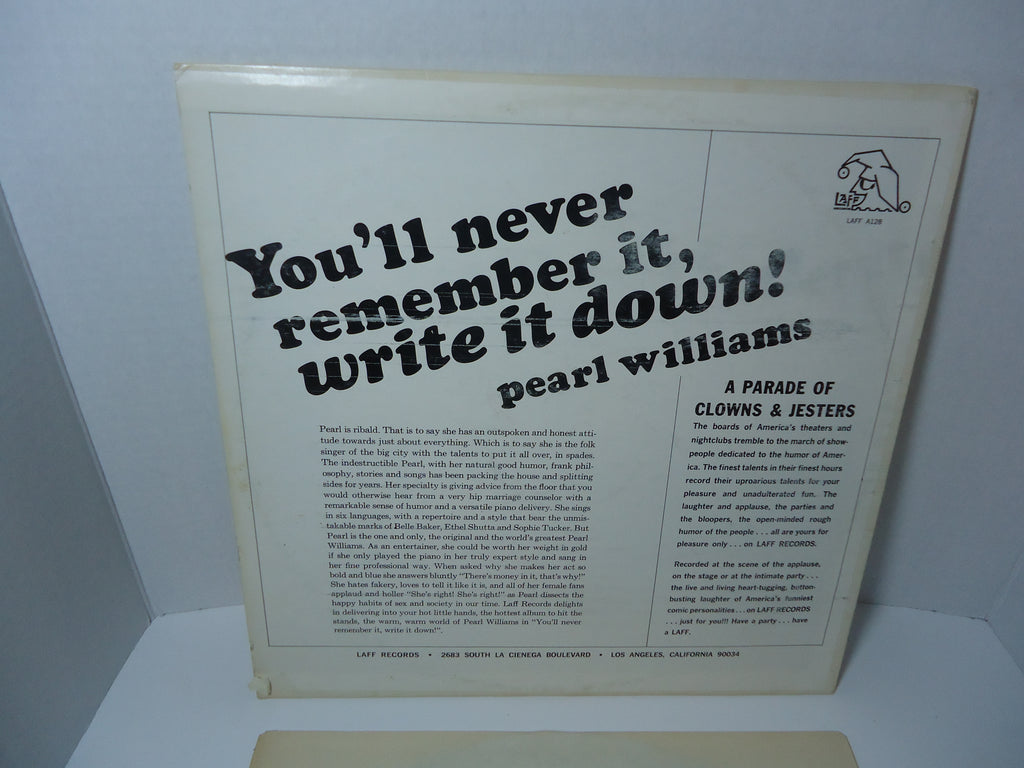 You'll never
remember it,
write it down!
pearl williams
LAFF
LAFF A128
Pearl is ribald. That is to say she has an outspoken and honest atti-
tude towards just about everything. Which is to say she is the folk
singer of the big city with the talents to put it all over, in spades.
The indestructible Pearl, with her natural good humor, frank phil-
osophy, stories and songs has been packing the house and splitting
sides for years. Her specialty is giving advice from the floor that you
would otherwise hear from a very hip marriage counselor with a
remarkable sense of humor and a versatile piano delivery. She sings
in six languages, with a repertoire and a style that bear the unmis-
takable marks of Belle Baker, Ethel Shutta and Sophie Tucker. But
Pearl is the one and only, the original and the world's greatest Pearl
Williams. As an entertainer, she could be worth her weight in gold
if she only played the piano in her truly expert style and sang in
her fine professional way. When asked why she makes her act so
bold and blue she answers bluntly "There's money in it, that's why!"
She hates fakery, loves to tell it like it is, and all of her female fans
applaud and holler "She's right! She's right!" as Pearl dissects the
happy habits of sex and society in our time. Laff Records delights
in delivering into your hot little hands, the hottest album to hit the
stands, the warm, warm world of Pearl Williams in "You'll never
remember it, write it down!".
A PARADE OF
CLOWNS & JESTERS
The boards of America's theaters and
nightclubs tremble to the march of show-
people dedicated to the humor of Amer-
ica. The finest talents in their finest hours
record their uproarious talents for your
pleasure and unadulterated fun. The
laughter and applause, the parties and
the bloopers, the open-minded rough
humor of the people . . . all are yours for
pleasure only . . . on LAFF RECORDS.
Recorded at the scene of the applause,
on the stage or at the intimate party . . .
the live and living heart-tugging, button-
busting laughter of America's funniest
comic personalities . . . on LAFF RECORDS
. . . just for you!!! Have a party . . . have
a LAFF.
LAFF RECORDS • 2683 SOUTH LA CIENEGA BOULEVARD • LOS ANGELES, CALIFORNIA 90034